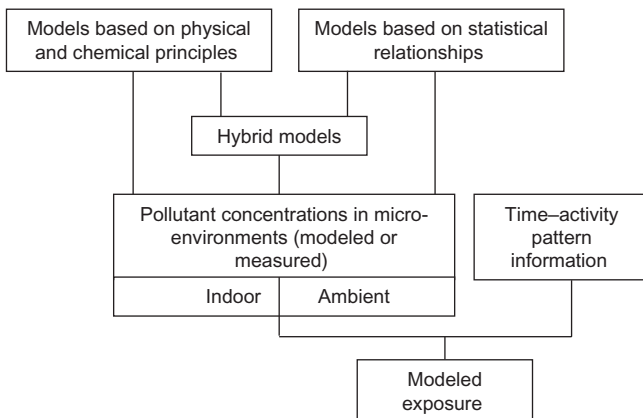 Models based on physical
and chemical principles
Models based on statistical
relationships
Hybrid models
Pollutant concentrations in micro-
environments (modeled or
measured)
Time–activity
pattern
information
Indoor
Ambient
Modeled
exposure